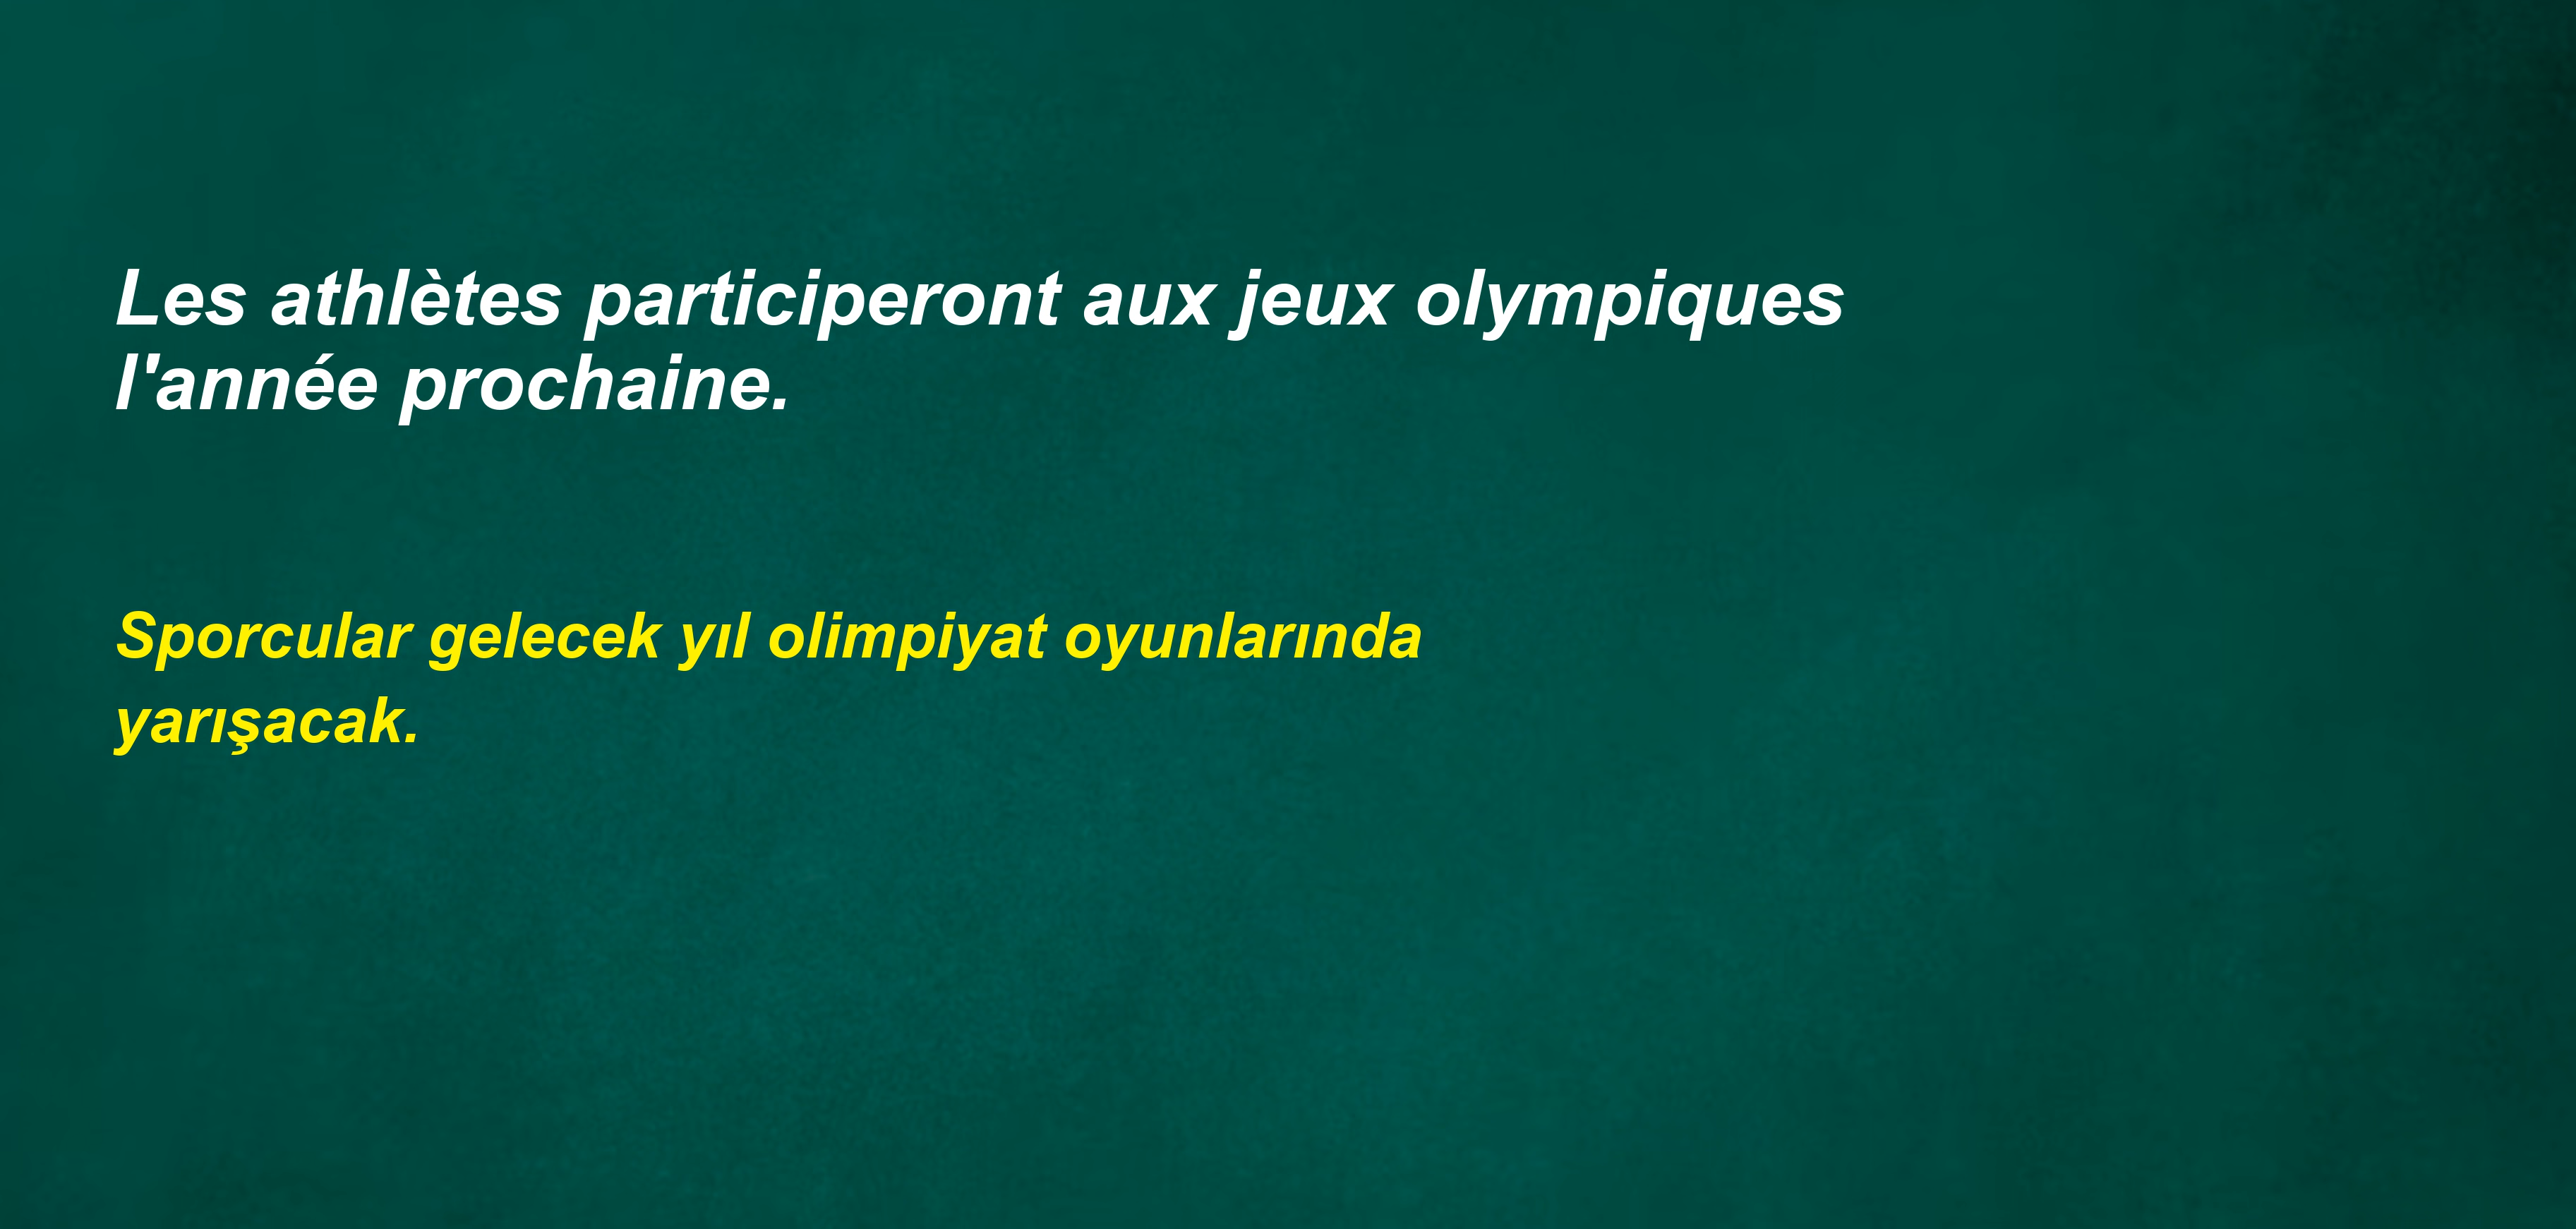 Les athlètes participeront aux jeux olympiques
l'année prochaine.
Sporcular gelecek yıl olimpiyat oyunlarında
yarışacak.